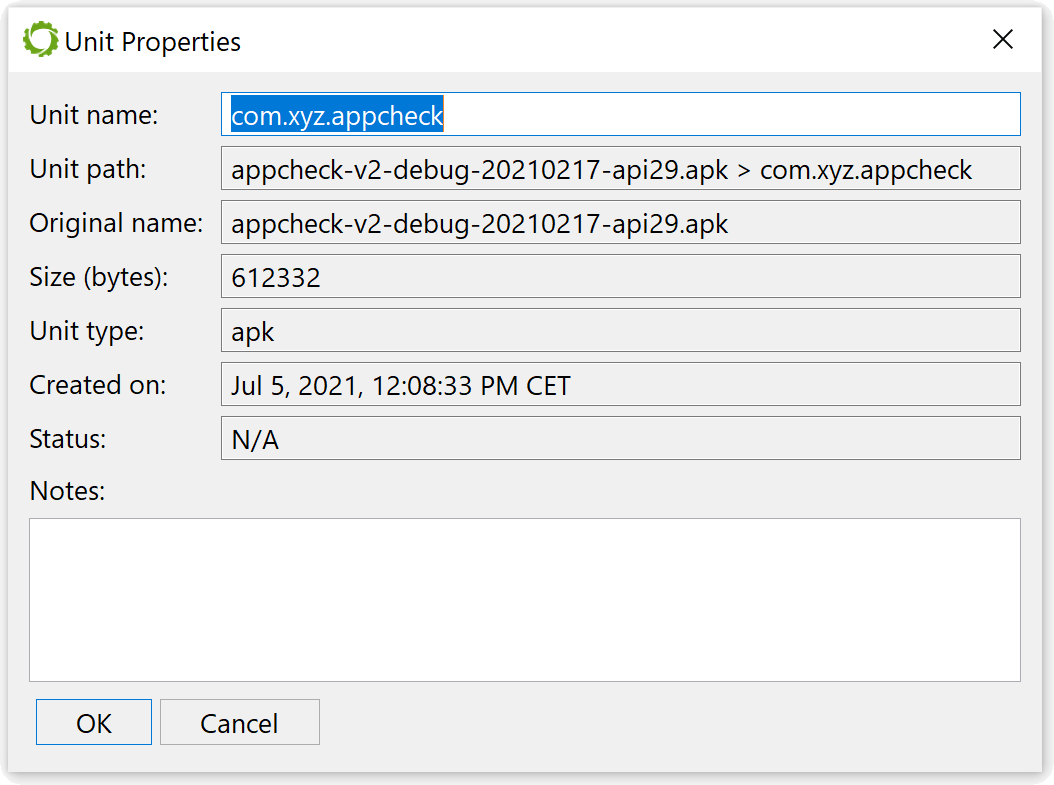 Unit Properties
Unit name: com.xyz.appcheck
Unit path: appcheck-v2-debug-20210217-api29.apk > com.xyz.appcheck
Original name: appcheck-v2-debug-20210217-api29.apk
Size (bytes): 612332
Unit type: apk
Created on: Jul 5, 2021, 12:08:33 PM CET
Status: N/A
Notes:
OK Cancel